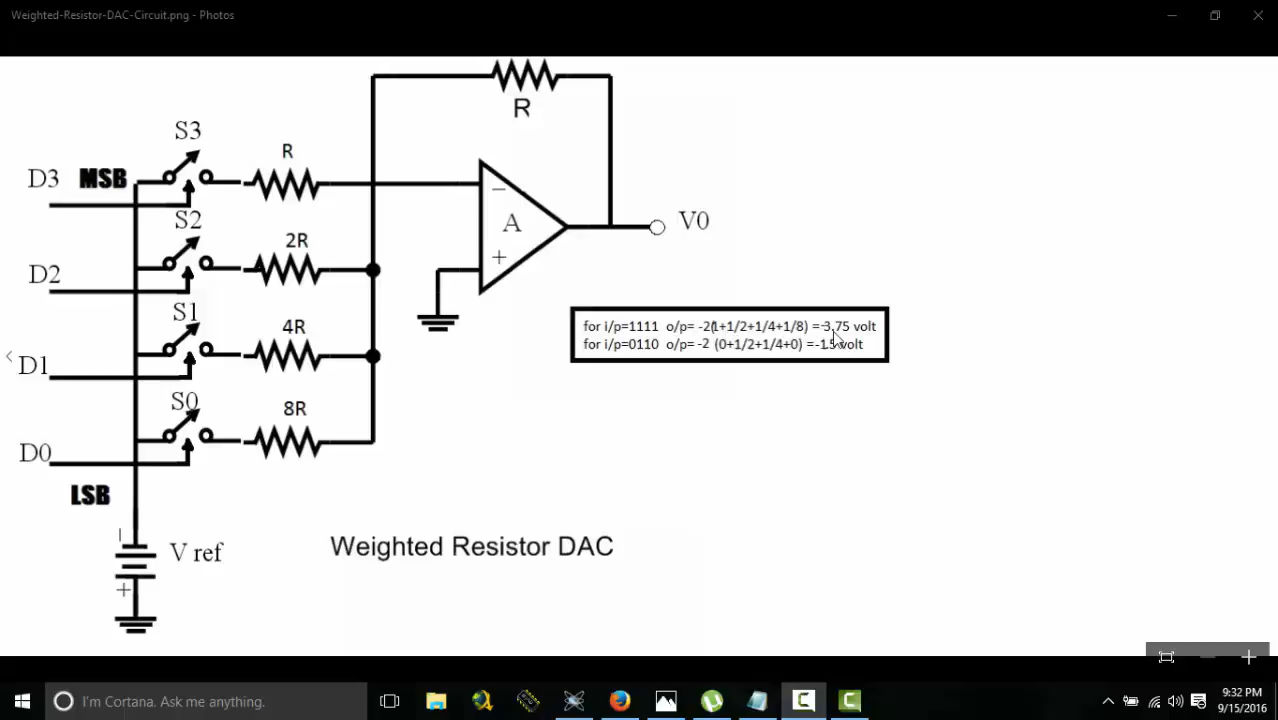 Weighted-Resistor-DAC-Circuit.png - Photos
R
S3
R
D3 MSB
S2
V0
A
2R
D2
S1
4R
for i/p=1111 o/p= -2(1+1/2+1/4+1/8) =-3.75 volt
for i/p=0110 o/p= -2 (0+1/2+1/4+0) =-1.5 volt
D1
S0
8R
D0
LSB
V ref
Weighted Resistor DAC
I'm Cortana. Ask me anything.
9:32 PM
9/15/2016